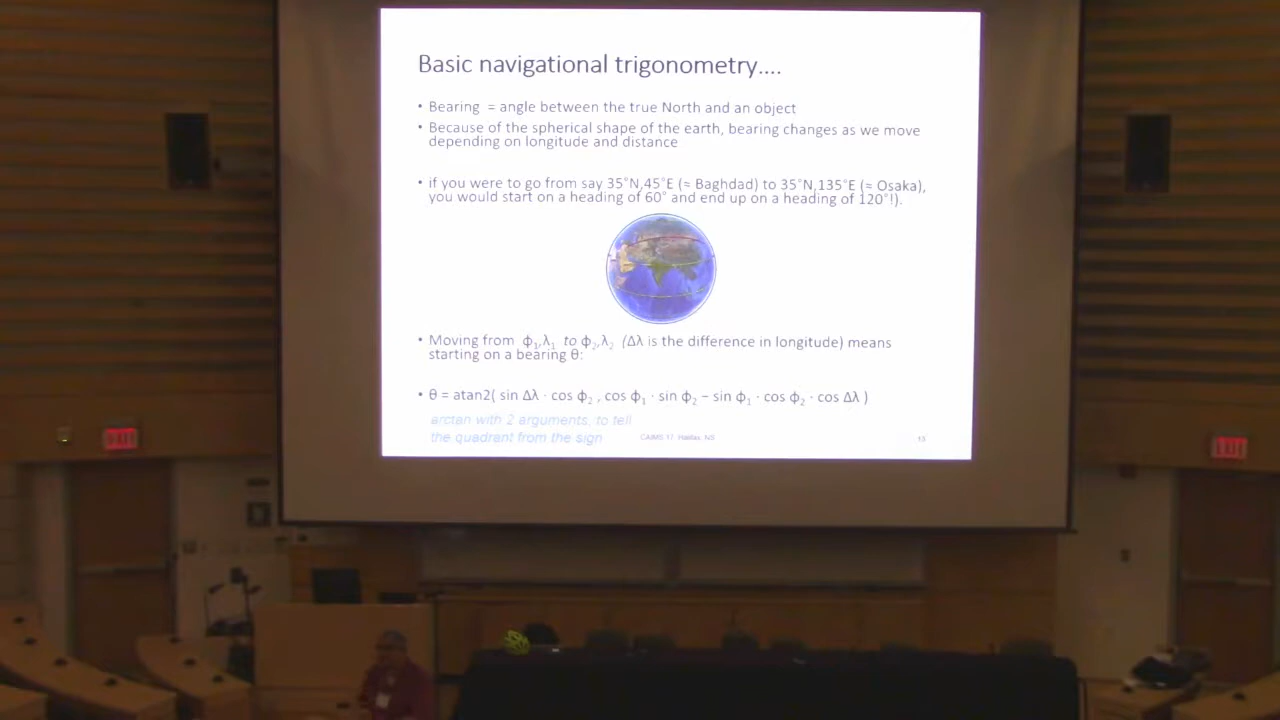 Basic navigational trigonometry....
• Bearing = angle between the true North and an object
• Because of the spherical shape of the earth, bearing changes as we move
depending on longitude and distance
• if you were to go from say 35°N,45°E (≈ Baghdad) to 35°N,135°E (≈ Osaka),
you would start on a heading of 60° and end up on a heading of 120°!).
• Moving from ϕ₁,λ₁ to ϕ₂,λ₂ (Δλ is the difference in longitude) means
starting on a bearing θ:
• θ = atan2( sin Δλ · cos ϕ₂ , cos ϕ₁ · sin ϕ₂ − sin ϕ₁ · cos ϕ₂ · cos Δλ )
arctan with 2 arguments, to tell
the quadrant from the sign
CAIMS 17, Halifax, NS
13
EXIT
EXIT